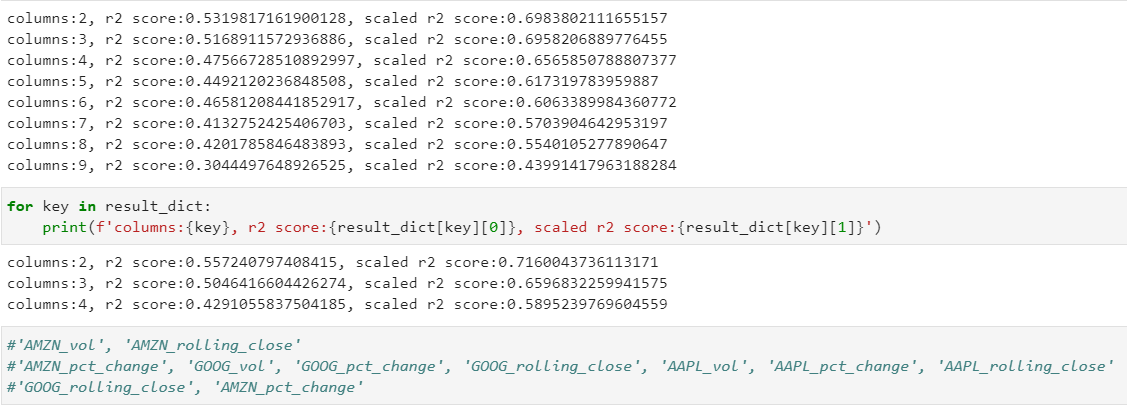 columns:2, r2 score:0.5319817161900128, scaled r2 score:0.6983802111655157
columns:3, r2 score:0.5168911572936886, scaled r2 score:0.6958206889776455
columns:4, r2 score:0.47566728510892997, scaled r2 score:0.6565850788807377
columns:5, r2 score:0.4492120236848508, scaled r2 score:0.617319783959887
columns:6, r2 score:0.46581208441852917, scaled r2 score:0.6063389984360772
columns:7, r2 score:0.4132752425406703, scaled r2 score:0.5703904642953197
columns:8, r2 score:0.4201785846483893, scaled r2 score:0.5540105277890647
columns:9, r2 score:0.3044497648926525, scaled r2 score:0.43991417963188284
for key in result_dict:
    print(f'columns:{key}, r2 score:{result_dict[key][0]}, scaled r2 score:{result_dict[key][1]}')
columns:2, r2 score:0.557240797408415, scaled r2 score:0.7160043736113171
columns:3, r2 score:0.5046416604426274, scaled r2 score:0.6596832259941575
columns:4, r2 score:0.4291055837504185, scaled r2 score:0.5895239769604559
#'AMZN_vol', 'AMZN_rolling_close'
#'AMZN_pct_change', 'GOOG_vol', 'GOOG_pct_change', 'GOOG_rolling_close', 'AAPL_vol', 'AAPL_pct_change', 'AAPL_rolling_close'
#'GOOG_rolling_close', 'AMZN_pct_change'